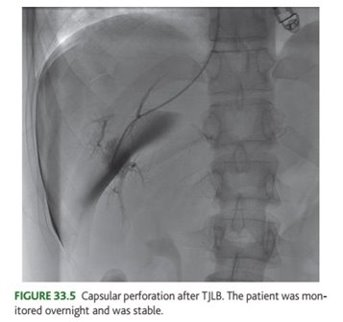 FIGURE 33.5 Capsular perforation after TJLB. The patient was mon-
itored overnight and was stable.